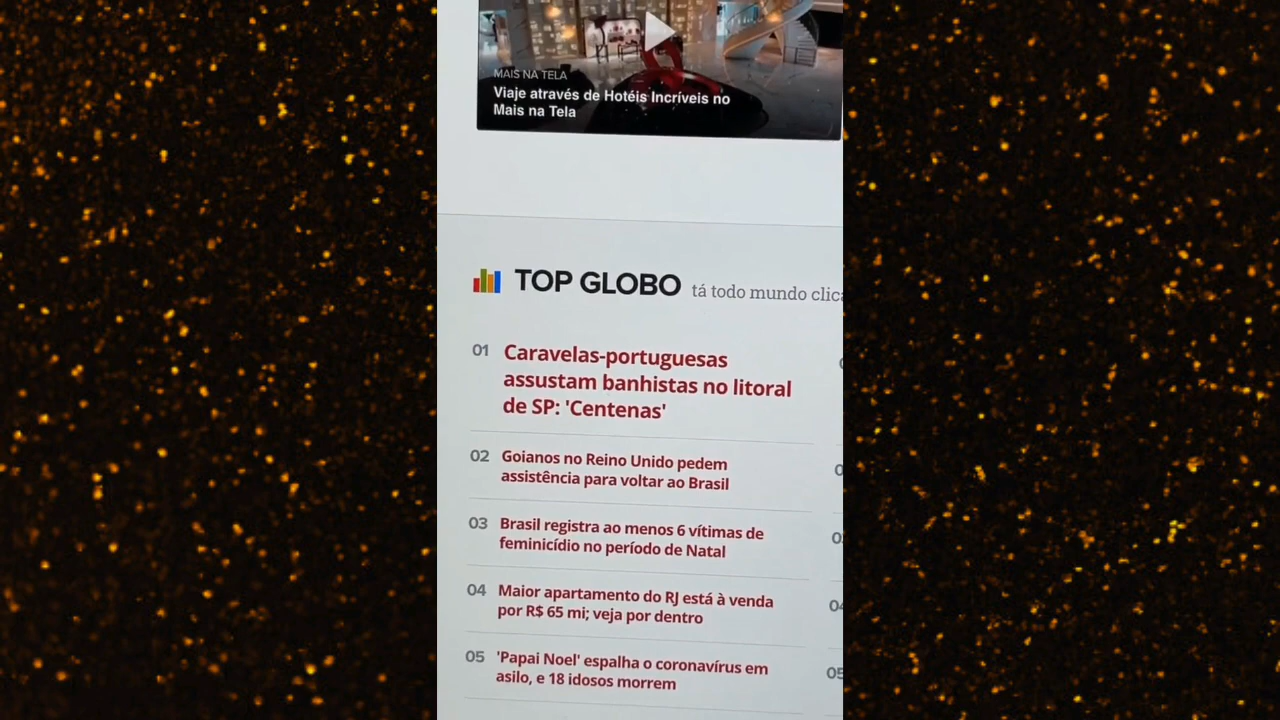 MAIS NA TELA
Viaje através de Hotéis Incríveis no
Mais na Tela
TOP GLOBO tá todo mundo clic
01 Caravelas-portuguesas
assustam banhistas no litoral
de SP: 'Centenas'
02 Goianos no Reino Unido pedem
assistência para voltar ao Brasil
03 Brasil registra ao menos 6 vítimas de
feminicídio no período de Natal
04 Maior apartamento do RJ está à venda
por R$ 65 mi; veja por dentro
05 'Papai Noel' espalha o coronavírus em
asilo, e 18 idosos morrem
04
05